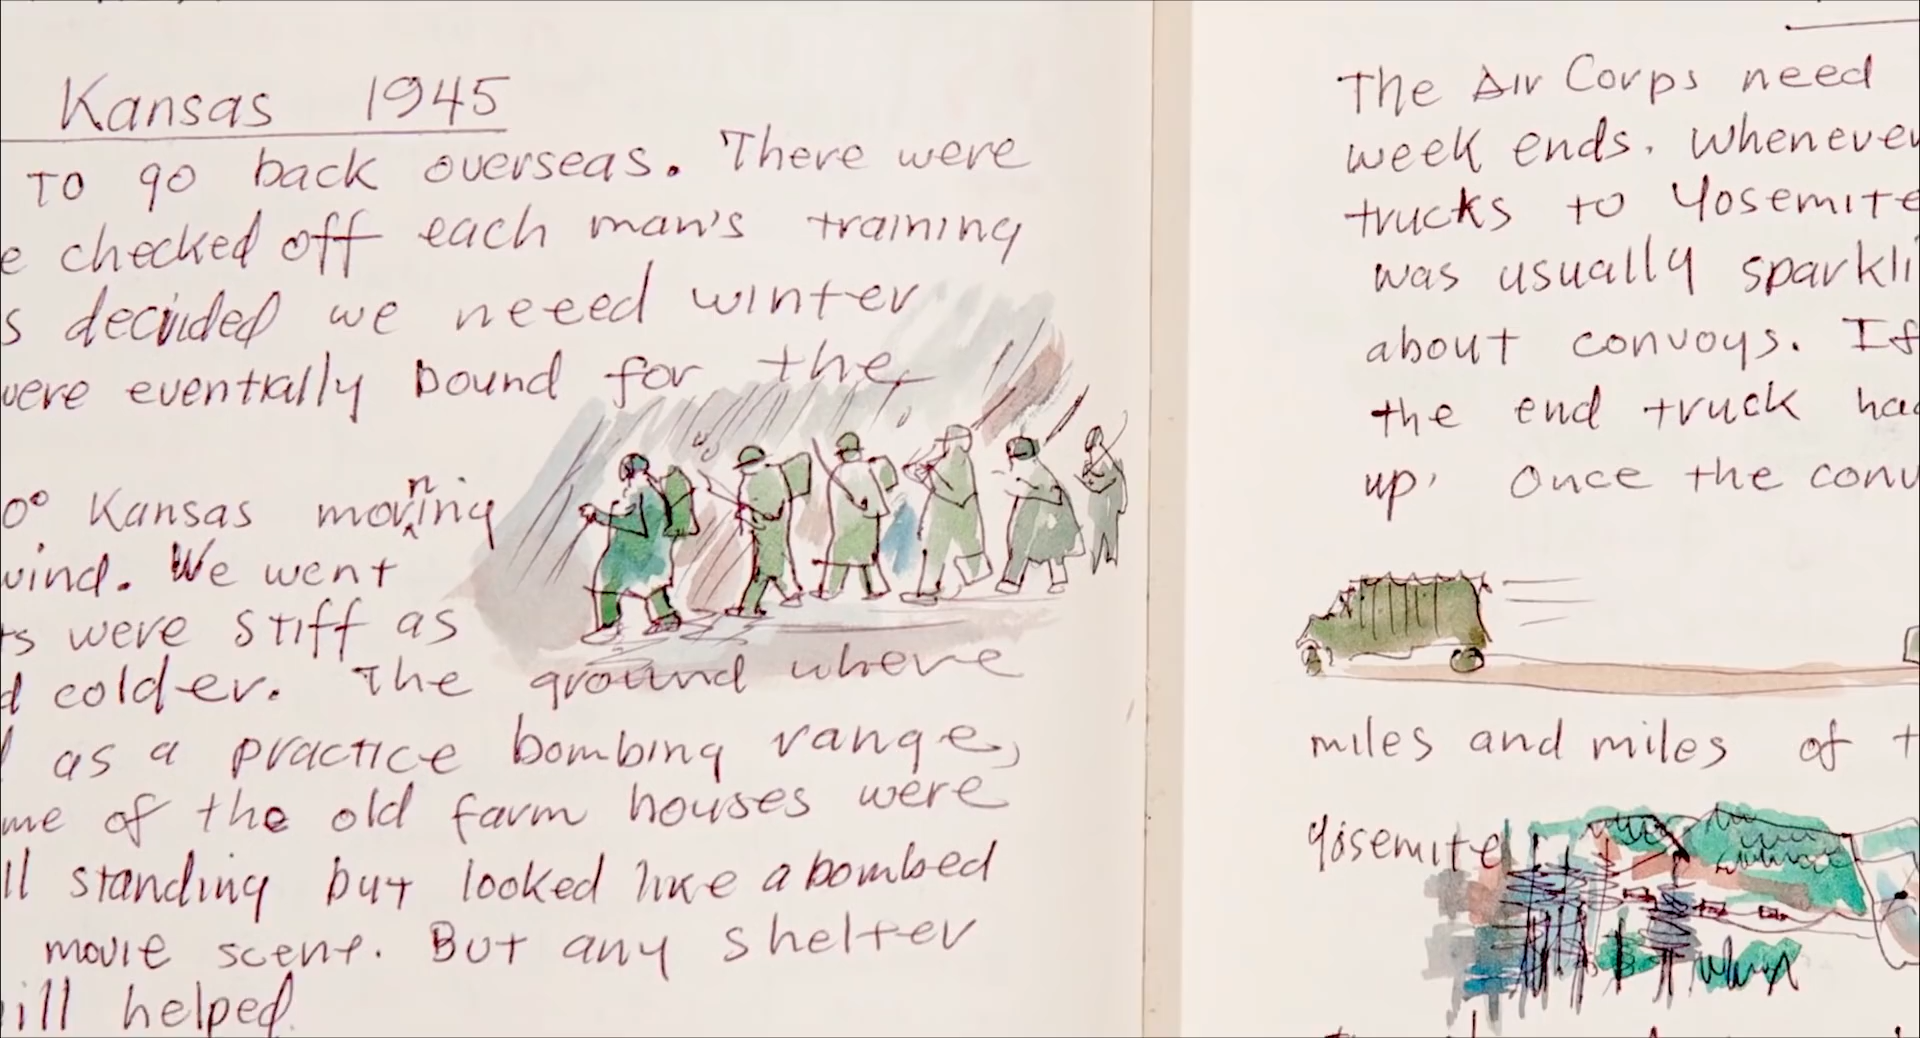 Kansas 1945
To go back overseas. There were
e checked off each man's training
s decided we neeed winter
were eventrally bound for the
0° Kansas morning
wind. We went
ts were stiff as
d colder. The ground where
as a practice bombing range,
me of the old farm houses were
ll standing but looked like a bombed
movie scene. But any shelter
ill helped.
The Air Corps need
week ends. Whenever
trucks to Yosemite
was usually sparkli
about convoys. If
the end truck had
up. Once the conv
miles and miles of t
Yosemite